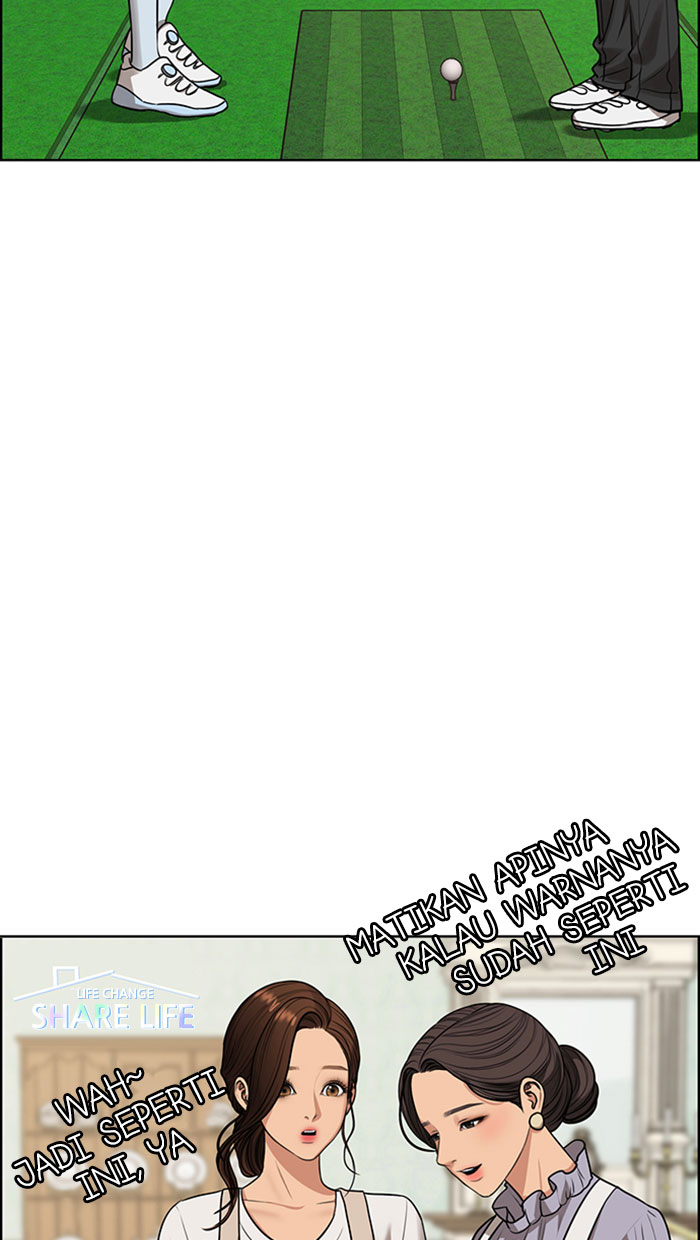 MATIKAN APINYA
KALAU WARNANYA
SUDAH SEPERTI
INI
LIFE CHANGE
SHARE LIFE
WAH~
JADI SEPERTI
INI, YA